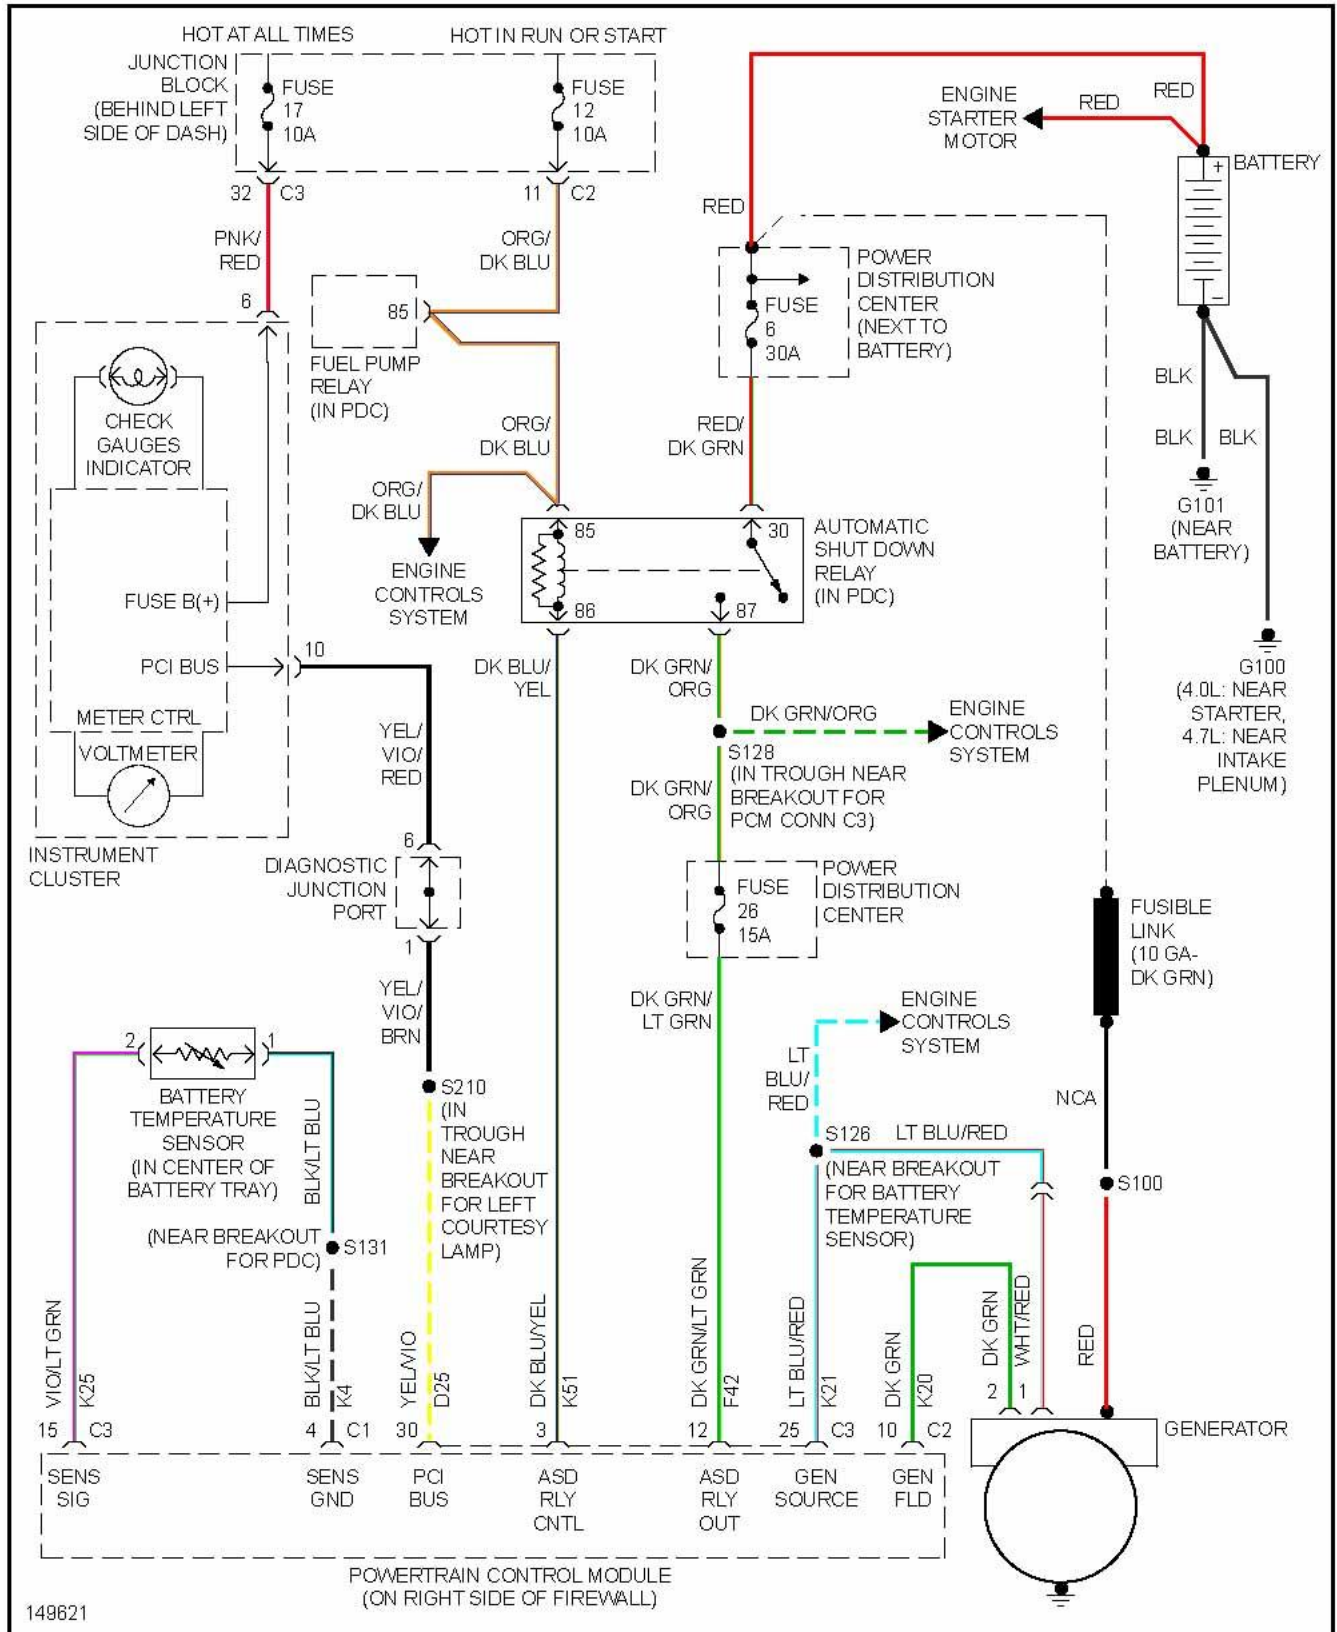 HOT AT ALL TIMES
HOT IN RUN OR START
JUNCTION
BLOCK
(BEHIND LEFT
SIDE OF DASH)
FUSE
17
10A
FUSE
12
10A
32
C3
11
C2
PNK/
RED
ORG/
DK BLU
6
85
FUEL PUMP
RELAY
(IN PDC)
ENGINE
STARTER
MOTOR
RED
RED
RED
+
BATTERY
-
POWER
DISTRIBUTION
CENTER
(NEXT TO
BATTERY)
FUSE
6
30A
BLK
BLK
BLK
G101
(NEAR
BATTERY)
G100
(4.0L: NEAR
STARTER,
4.7L: NEAR
INTAKE
PLENUM)
CHECK
GAUGES
INDICATOR
ORG/
DK BLU
RED/
DK GRN
ORG/
DK BLU
ENGINE
CONTROLS
SYSTEM
85
30
86
87
AUTOMATIC
SHUT DOWN
RELAY
(IN PDC)
FUSE B(+)
PCI BUS
10
METER CTRL
VOLTMETER
INSTRUMENT
CLUSTER
YEL/
VIO/
RED
DK BLU/
YEL
DK GRN/
ORG
DK GRN/ORG
ENGINE
CONTROLS
SYSTEM
S128
(IN TROUGH NEAR
BREAKOUT FOR
PCM CONN C3)
DK GRN/
ORG
6
DIAGNOSTIC
JUNCTION
PORT
1
FUSE
26
15A
POWER
DISTRIBUTION
CENTER
FUSIBLE
LINK
(10 GA-
DK GRN)
YEL/
VIO/
BRN
DK GRN/
LT GRN
ENGINE
CONTROLS
SYSTEM
LT
BLU/
RED
NCA
2
1
BATTERY
TEMPERATURE
SENSOR
(IN CENTER OF
BATTERY TRAY)
BLK/LT BLU
S210
(IN
TROUGH
NEAR
BREAKOUT
FOR LEFT
COURTESY
LAMP)
S126
LT BLU/RED
(NEAR BREAKOUT
FOR BATTERY
TEMPERATURE
SENSOR)
S100
(NEAR BREAKOUT
FOR PDC)
S131
VIO/LT GRN
K25
BLK/LT BLU
K4
YEL/VIO
D25
DK BLU/YEL
K51
DK GRN/LT GRN
F42
LT BLU/RED
K21
DK GRN
K20
DK GRN
WHT/RED
RED
2
1
15
C3
4
C1
30
3
12
25
C3
10
C2
GENERATOR
SENS
SIG
SENS
GND
PCI
BUS
ASD
RLY
CNTL
ASD
RLY
OUT
GEN
SOURCE
GEN
FLD
POWERTRAIN CONTROL MODULE
(ON RIGHT SIDE OF FIREWALL)
149621